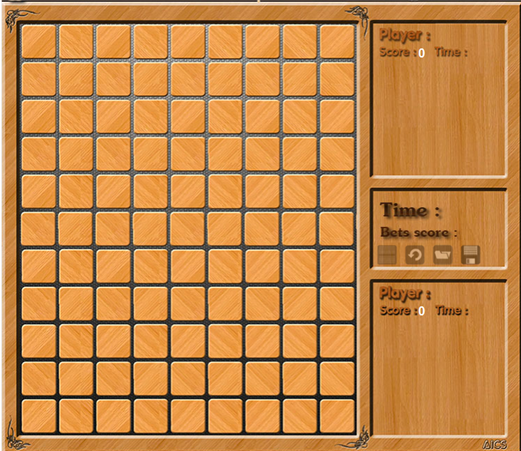 Player :
Score : 0 Time :
Time :
Bets score :
Player :
Score : 0 Time :
AICS